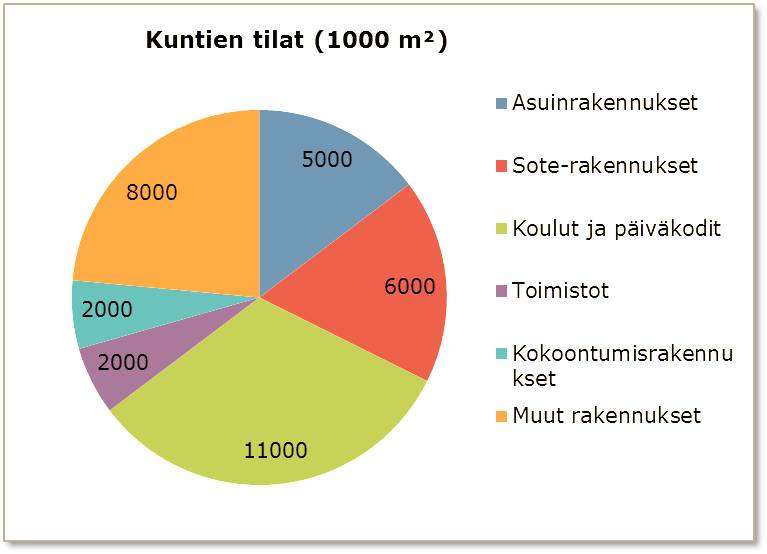 Kuntien tilat (1000 m²)
5000
6000
11000
2000
2000
8000
Asuinrakennukset
Sote-rakennukset
Koulut ja päiväkodit
Toimistot
Kokoontumisrakennu
kset
Muut rakennukset